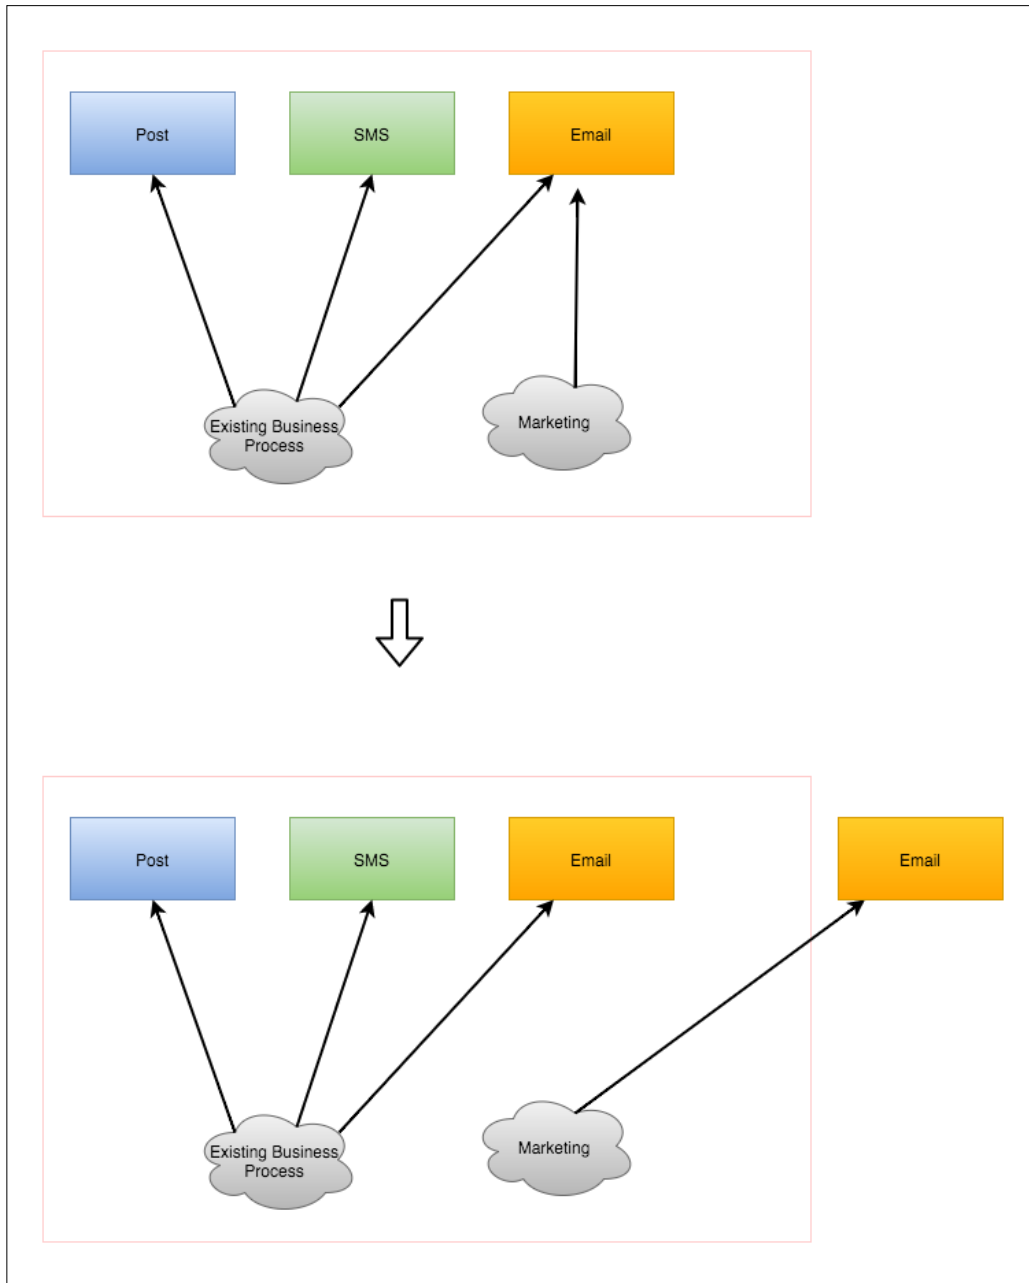 Post
SMS
Email
Existing Business
Process
Marketing
Post
SMS
Email
Email
Existing Business
Process
Marketing